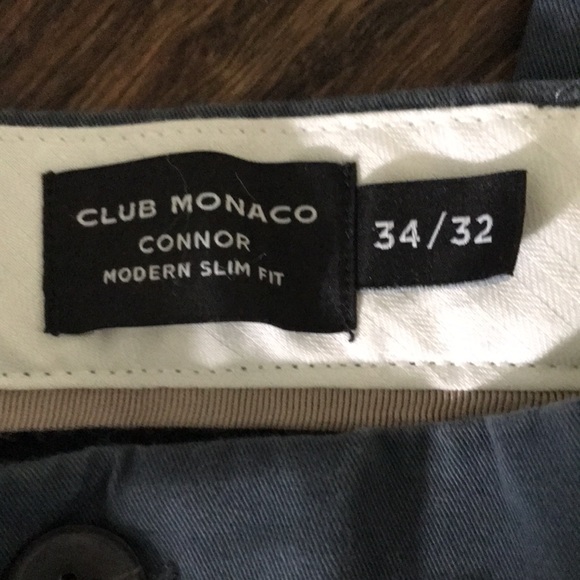 CLUB MONACO
CONNOR
MODERN SLIM FIT
34/32